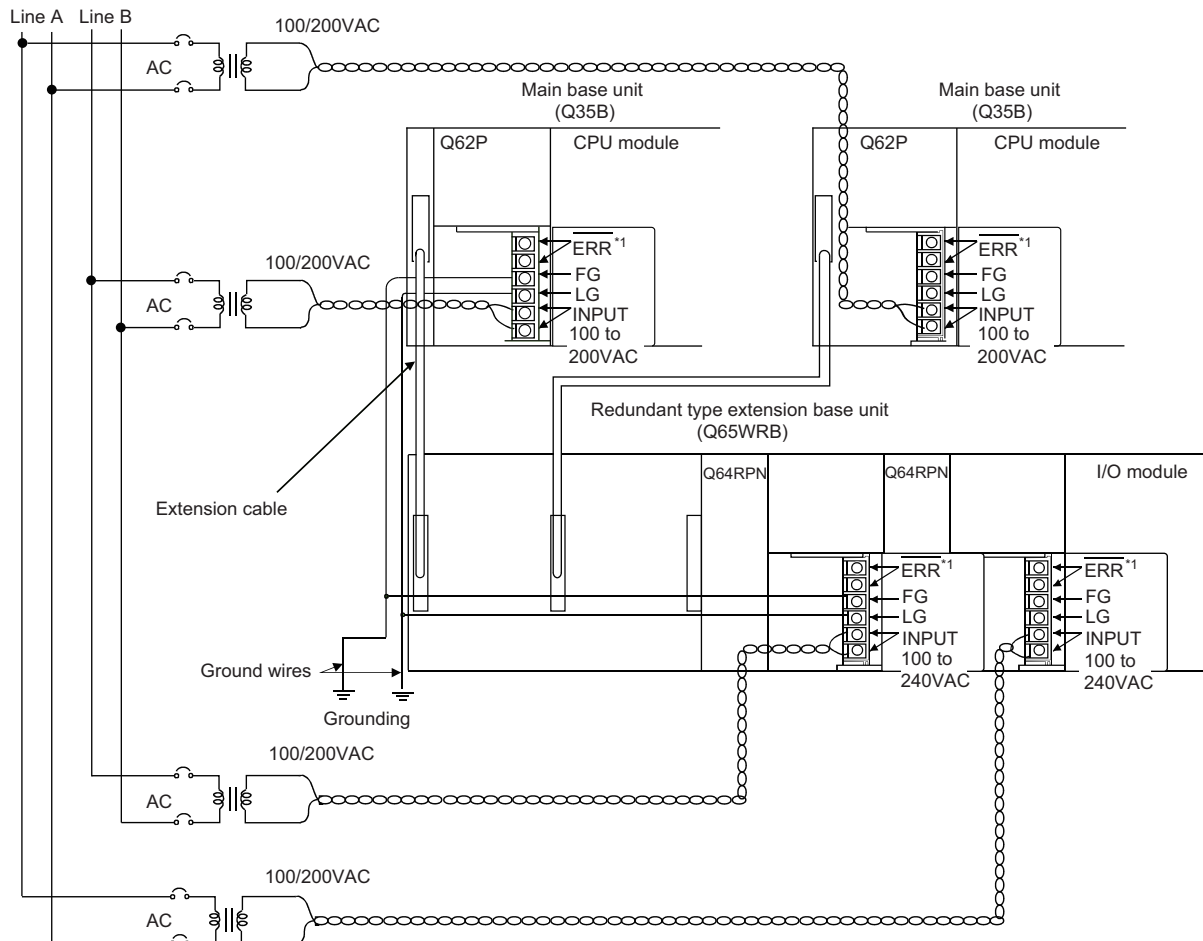 Line A
Line B
100/200VAC
AC
Main base unit
(Q35B)
Main base unit
(Q35B)
Q62P
CPU module
Q62P
CPU module
100/200VAC
AC
ERR*1
FG
LG
INPUT
100 to
200VAC
ERR*1
FG
LG
INPUT
100 to
200VAC
Redundant type extension base unit
(Q65WRB)
Q64RPN
Q64RPN
I/O module
Extension cable
ERR*1
FG
LG
INPUT
100 to
240VAC
ERR*1
FG
LG
INPUT
100 to
240VAC
Ground wires
Grounding
100/200VAC
AC
100/200VAC
AC